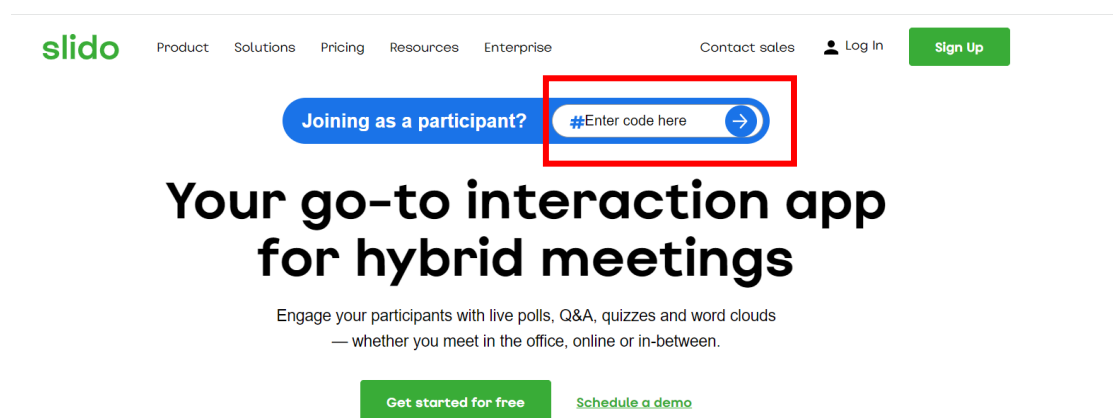 slido Product Solutions Pricing Resources Enterprise Contact sales Log In Sign Up
Joining as a participant? #Enter code here
Your go-to interaction app
for hybrid meetings
Engage your participants with live polls, Q&A, quizzes and word clouds
— whether you meet in the office, online or in-between.
Get started for free Schedule a demo